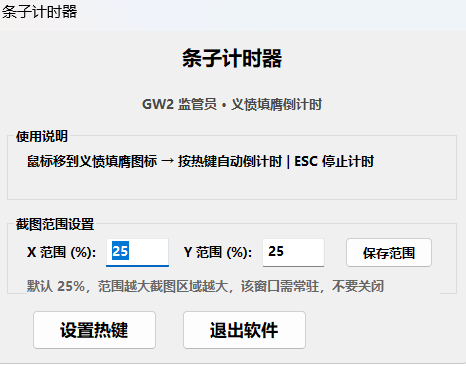 条子计时器
条子计时器
GW2 监管员 • 义愤填膺倒计时
使用说明
鼠标移到义愤填膺图标 → 按热键自动倒计时 | ESC 停止计时
截图范围设置
X 范围 (%): 25 Y 范围 (%): 25 保存范围
默认 25%，范围越大截图区域越大，该窗口需常驻，不要关闭
设置热键 退出软件